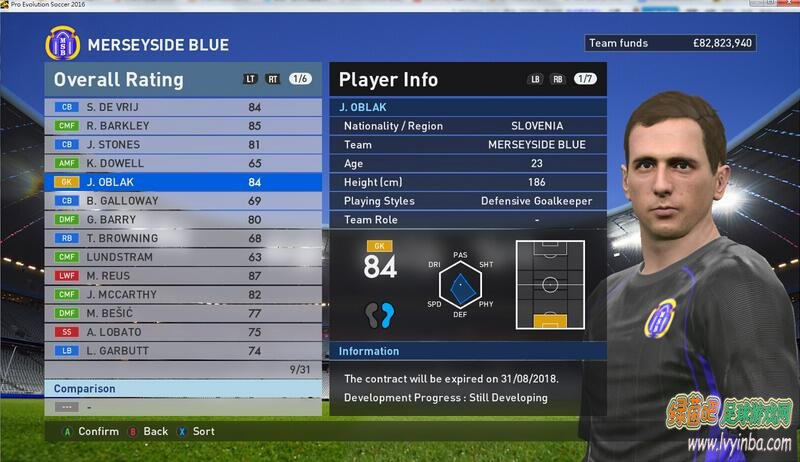 Pro Evolution Soccer 2016
MSB
MERSEYSIDE BLUE
Team funds £82,823,940
Overall Rating LT RT 1/6
CB S. DE VRIJ 84
CMF R. BARKLEY 85
CB J. STONES 81
AMF K. DOWELL 65
GK J. OBLAK 84
CB B. GALLOWAY 69
DMF G. BARRY 80
RB T. BROWNING 68
CMF LUNDSTRAM 63
LWF M. REUS 87
CMF J. MCCARTHY 82
DMF M. BEŠIĆ 77
SS A. LOBATO 75
LB L. GARBUTT 74
9/31
Comparison
--- -
Player Info LB RB 1/7
J. OBLAK
Nationality / Region SLOVENIA
Team MERSEYSIDE BLUE
Age 23
Height (cm) 186
Playing Styles Defensive Goalkeeper
Team Role -
GK
84
PAS
DRI SHT
SPD PHY
DEF
Information
The contract will be expired on 31/08/2018.
Development Progress : Still Developing
A Confirm B Back X Sort
绿茵吧 足球游戏网
www.lvyinba.com